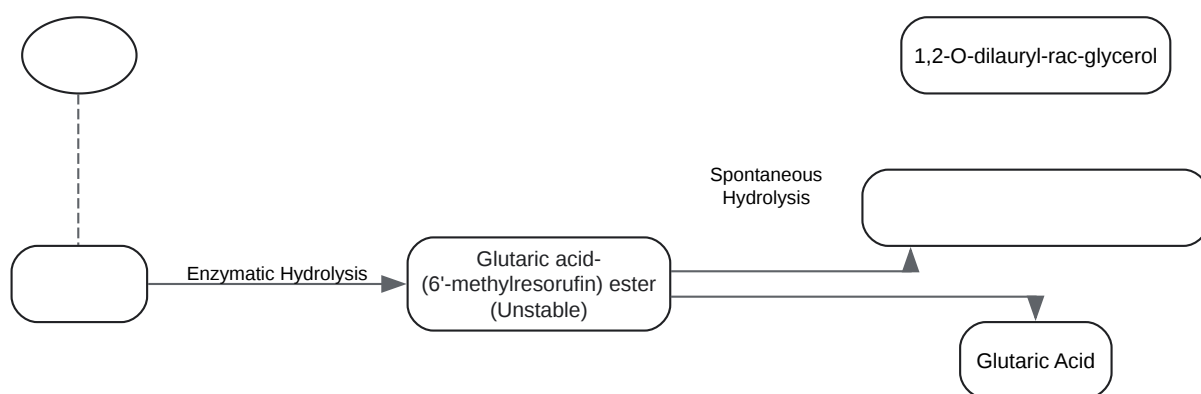 1,2-O-dilauryl-rac-glycerol
Spontaneous
Hydrolysis
Enzymatic Hydrolysis
Glutaric acid-
(6'-methylresorufin) ester
(Unstable)
Glutaric Acid